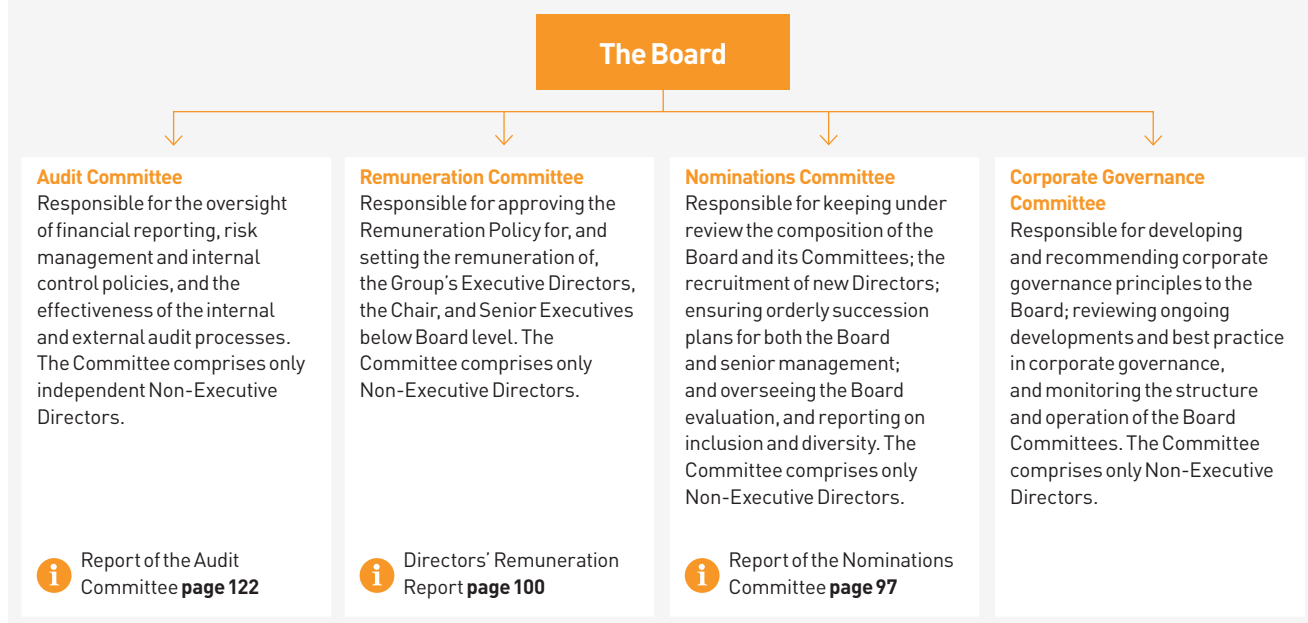 The Board
Audit Committee
Responsible for the oversight
of financial reporting, risk
management and internal
control policies, and the
effectiveness of the internal
and external audit processes.
The Committee comprises only
independent Non-Executive
Directors.
i
Report of the Audit
Committee page 122
Remuneration Committee
Responsible for approving the
Remuneration Policy for, and
setting the remuneration of,
the Group’s Executive Directors,
the Chair, and Senior Executives
below Board level. The
Committee comprises only
Non-Executive Directors.
i
Directors’ Remuneration
Report page 100
Nominations Committee
Responsible for keeping under
review the composition of the
Board and its Committees; the
recruitment of new Directors;
ensuring orderly succession
plans for both the Board
and senior management;
and overseeing the Board
evaluation, and reporting on
inclusion and diversity. The
Committee comprises only
Non-Executive Directors.
i
Report of the Nominations
Committee page 97
Corporate Governance
Committee
Responsible for developing
and recommending corporate
governance principles to the
Board; reviewing ongoing
developments and best practice
in corporate governance,
and monitoring the structure
and operation of the Board
Committees. The Committee
comprises only Non-Executive
Directors.